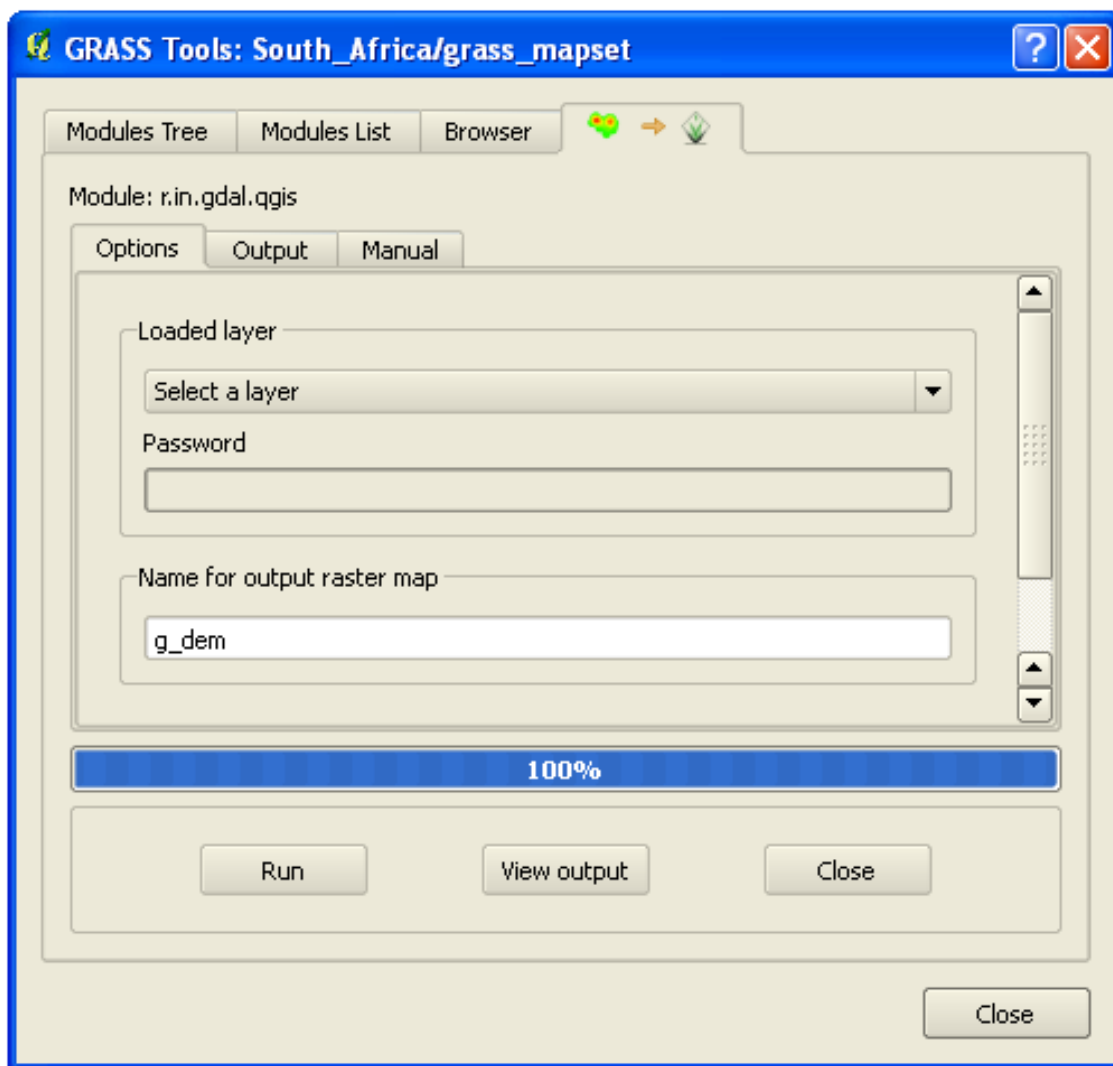 GRASS Tools: South_Africa/grass_mapset
Modules Tree Modules List Browser
Module: r.in.gdal.qgis
Options Output Manual
Loaded layer
Select a layer
Password
Name for output raster map
g_dem
100%
Run View output Close
Close